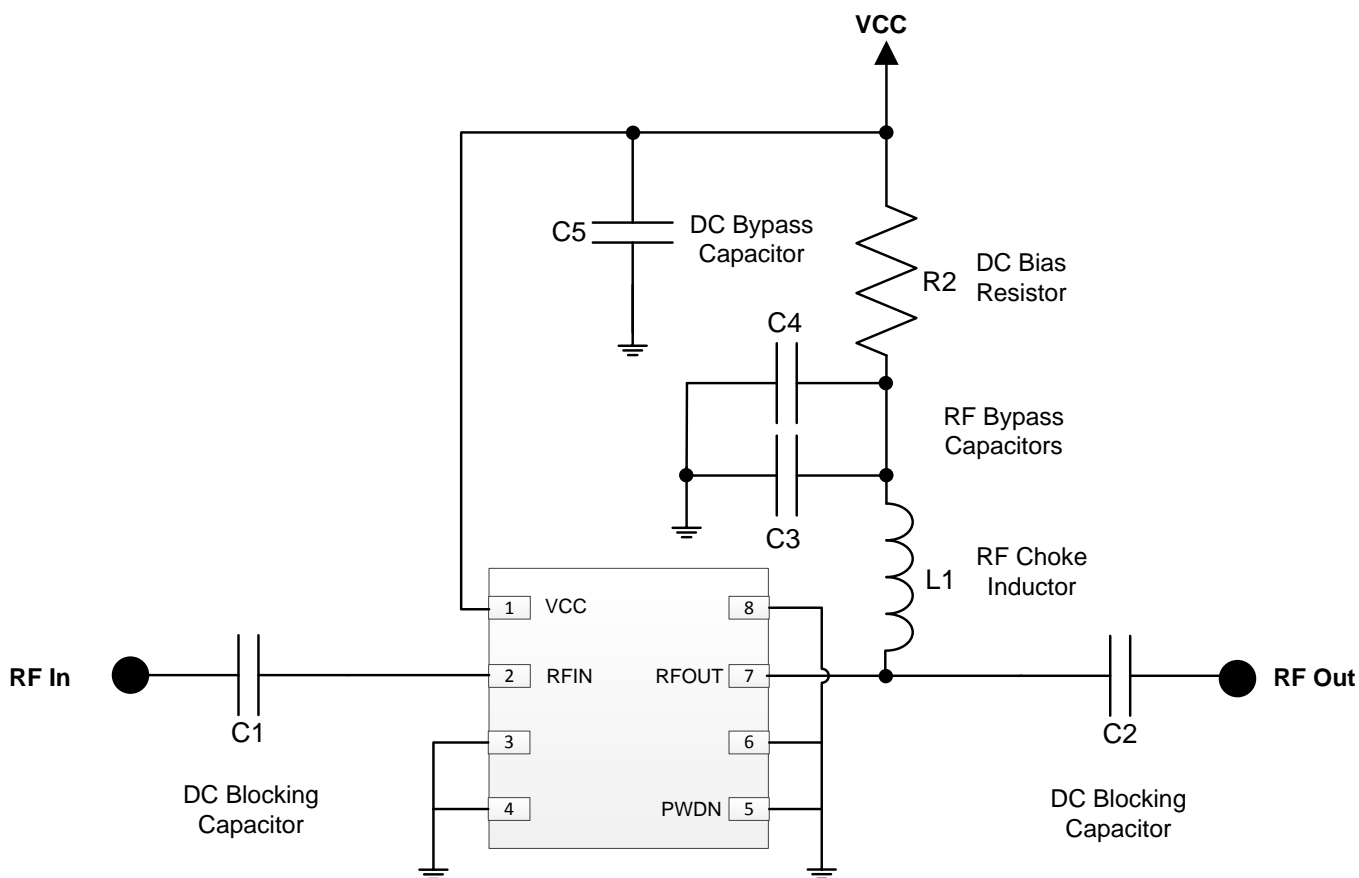 VCC
C5
DC Bypass
Capacitor
R2
DC Bias
Resistor
C4
RF Bypass
Capacitors
C3
L1
RF Choke
Inductor
1 VCC
8
RF In
C1
2 RFIN
RFOUT 7
RF Out
C2
3
6
4
PWDN 5
DC Blocking
Capacitor
DC Blocking
Capacitor